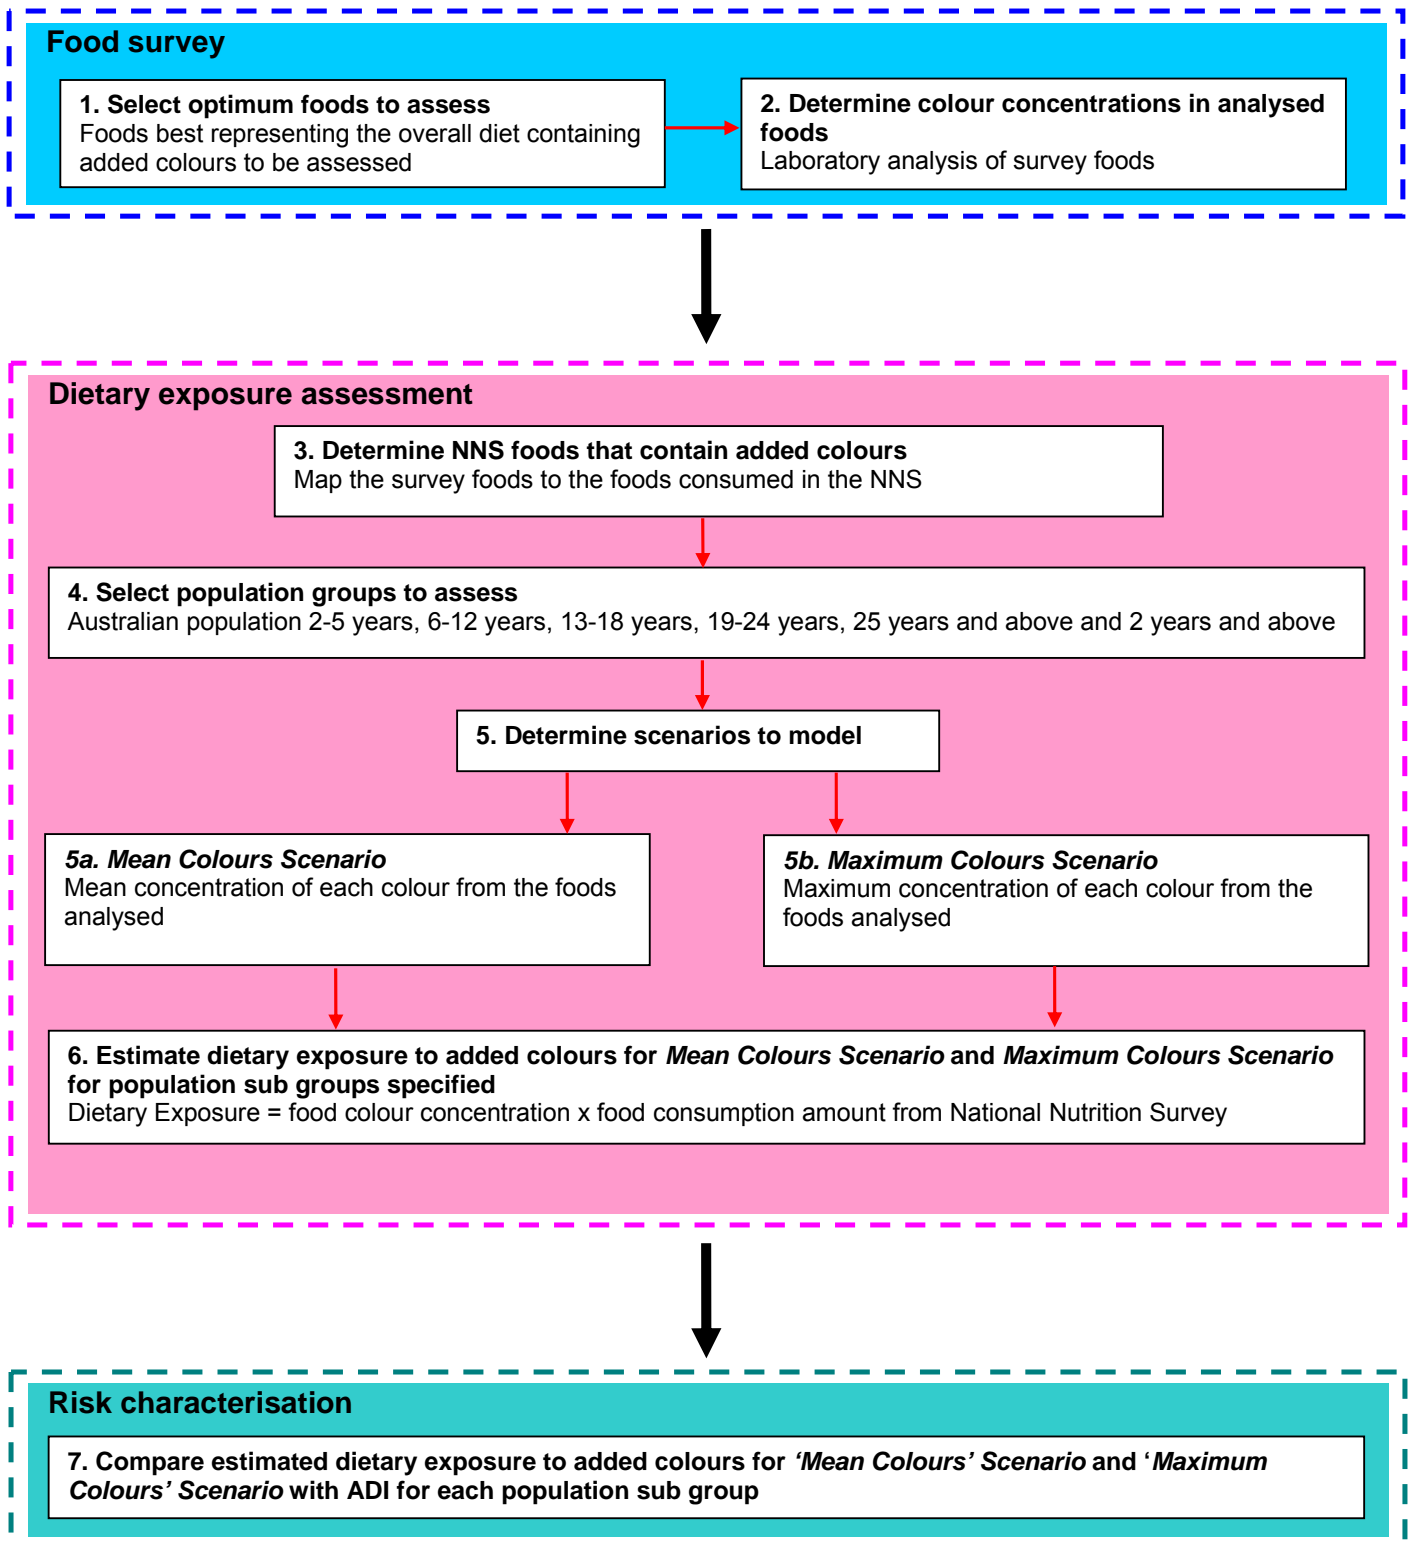 Food survey
1. Select optimum foods to assess
Foods best representing the overall diet containing
added colours to be assessed
2. Determine colour concentrations in analysed
foods
Laboratory analysis of survey foods
Dietary exposure assessment
3. Determine NNS foods that contain added colours
Map the survey foods to the foods consumed in the NNS
4. Select population groups to assess
Australian population 2-5 years, 6-12 years, 13-18 years, 19-24 years, 25 years and above and 2 years and above
5. Determine scenarios to model
5a. Mean Colours Scenario
Mean concentration of each colour from the foods
analysed
5b. Maximum Colours Scenario
Maximum concentration of each colour from the
foods analysed
6. Estimate dietary exposure to added colours for Mean Colours Scenario and Maximum Colours Scenario
for population sub groups specified
Dietary Exposure = food colour concentration x food consumption amount from National Nutrition Survey
Risk characterisation
7. Compare estimated dietary exposure to added colours for ‘Mean Colours’ Scenario and ‘Maximum
Colours’ Scenario with ADI for each population sub group